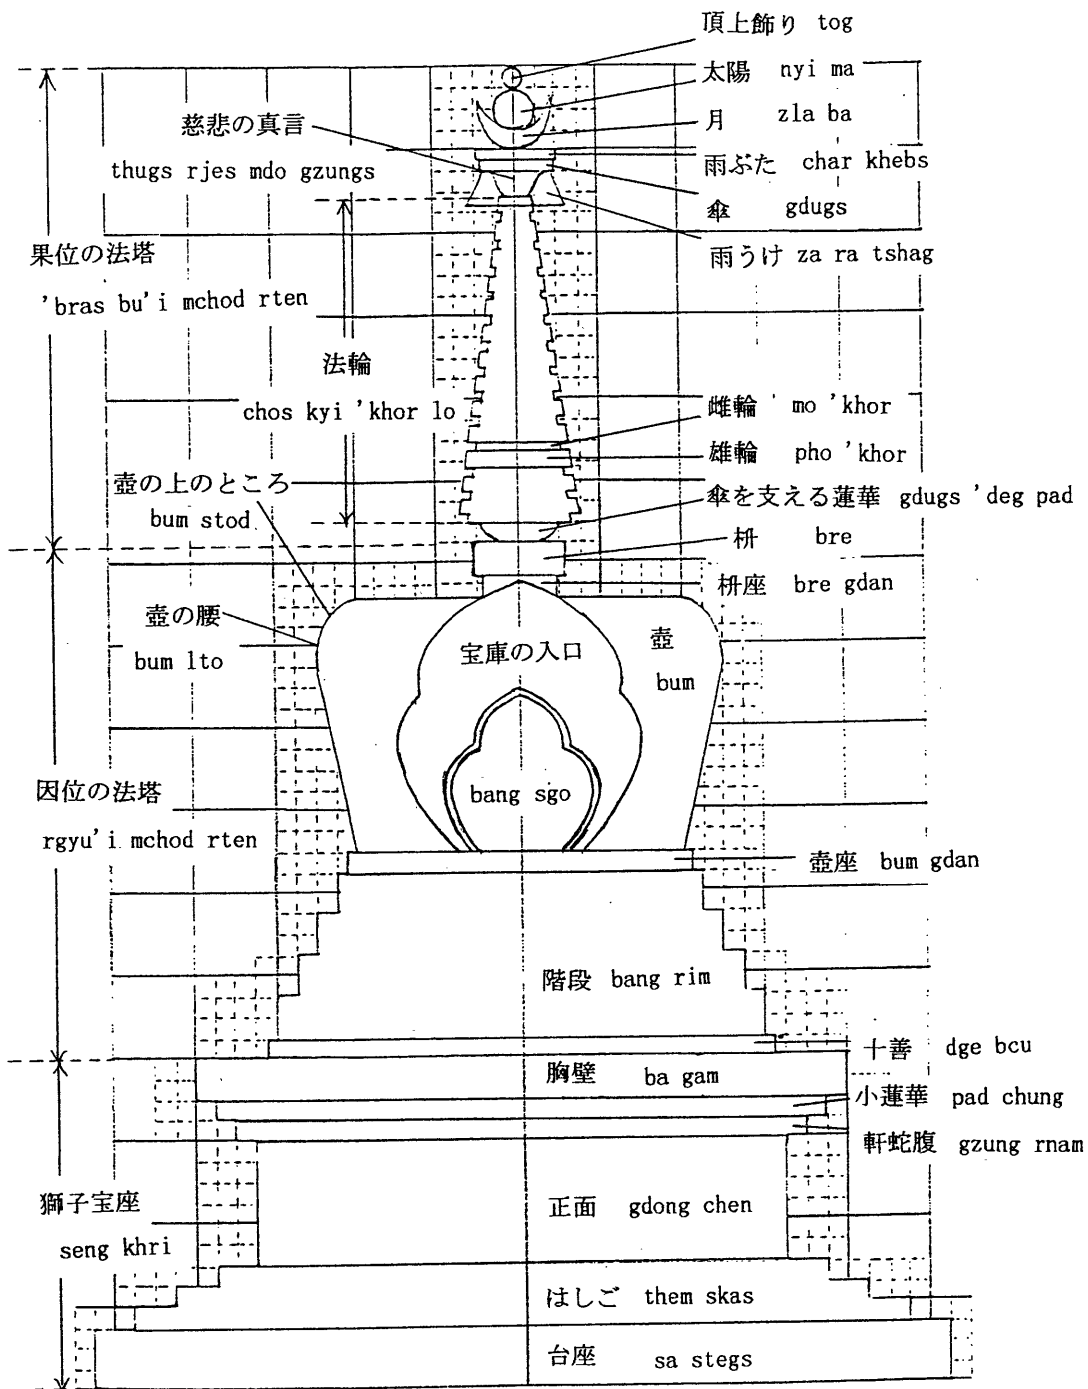 頂上飾り tog
太陽 nyi ma
月 zla ba
慈悲の真言
thugs rjes mdo gzungs
雨ぶた char khebs
傘 gdugs
雨うけ za ra tshag
果位の法塔
'bras bu'i mchod rten
法輪
chos kyi 'khor lo
雌輪 mo 'khor
雄輪 pho 'khor
壺の上のところ
bum stod
傘を支える蓮華 gdugs 'deg pad
枡 bre
枡座 bre gdan
壺の腰
bum lto
宝庫の入口
壺
bum
bang sgo
因位の法塔
rgyu'i mchod rten
壺座 bum gdan
階段 bang rim
十善 dge bcu
胸壁 ba gam
小蓮華 pad chung
軒蛇腹 gzung rnam
獅子宝座
seng khri
正面 gdong chen
はしご them skas
台座 sa stegs